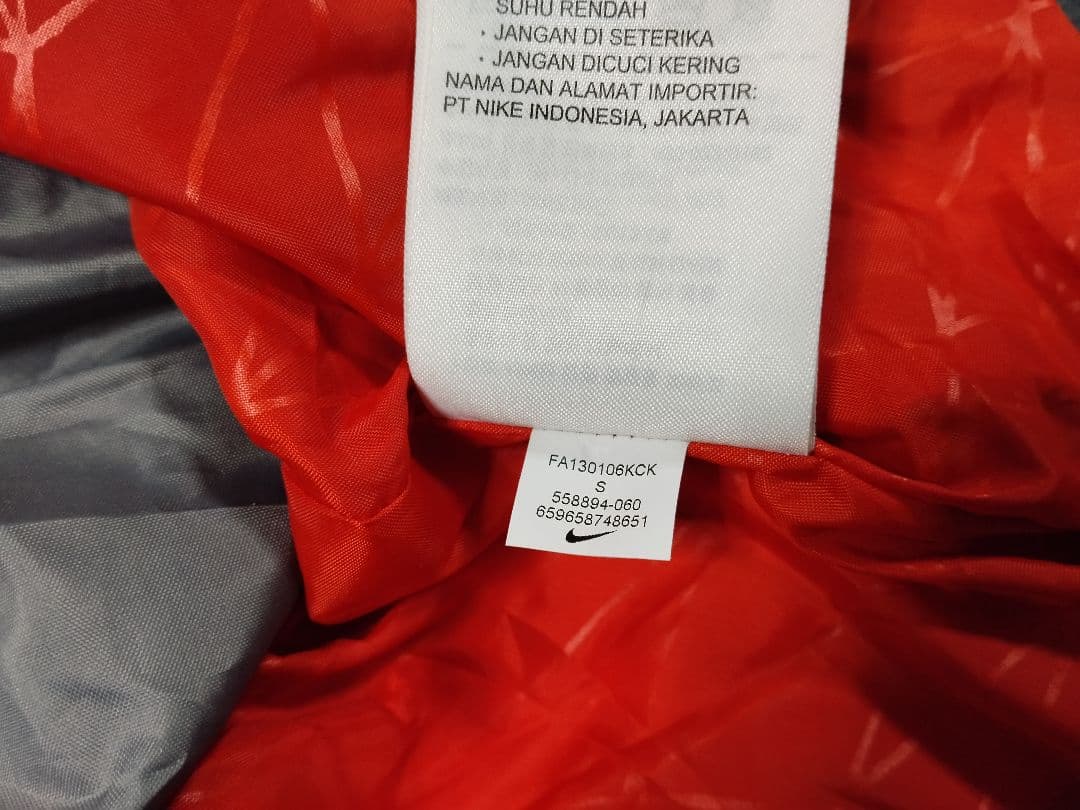 SUHU RENDAH
· JANGAN DI SETERIKA
· JANGAN DICUCI KERING
NAMA DAN ALAMAT IMPORTIR:
PT NIKE INDONESIA, JAKARTA
FA130106KCK
S
558894-060
659658748651